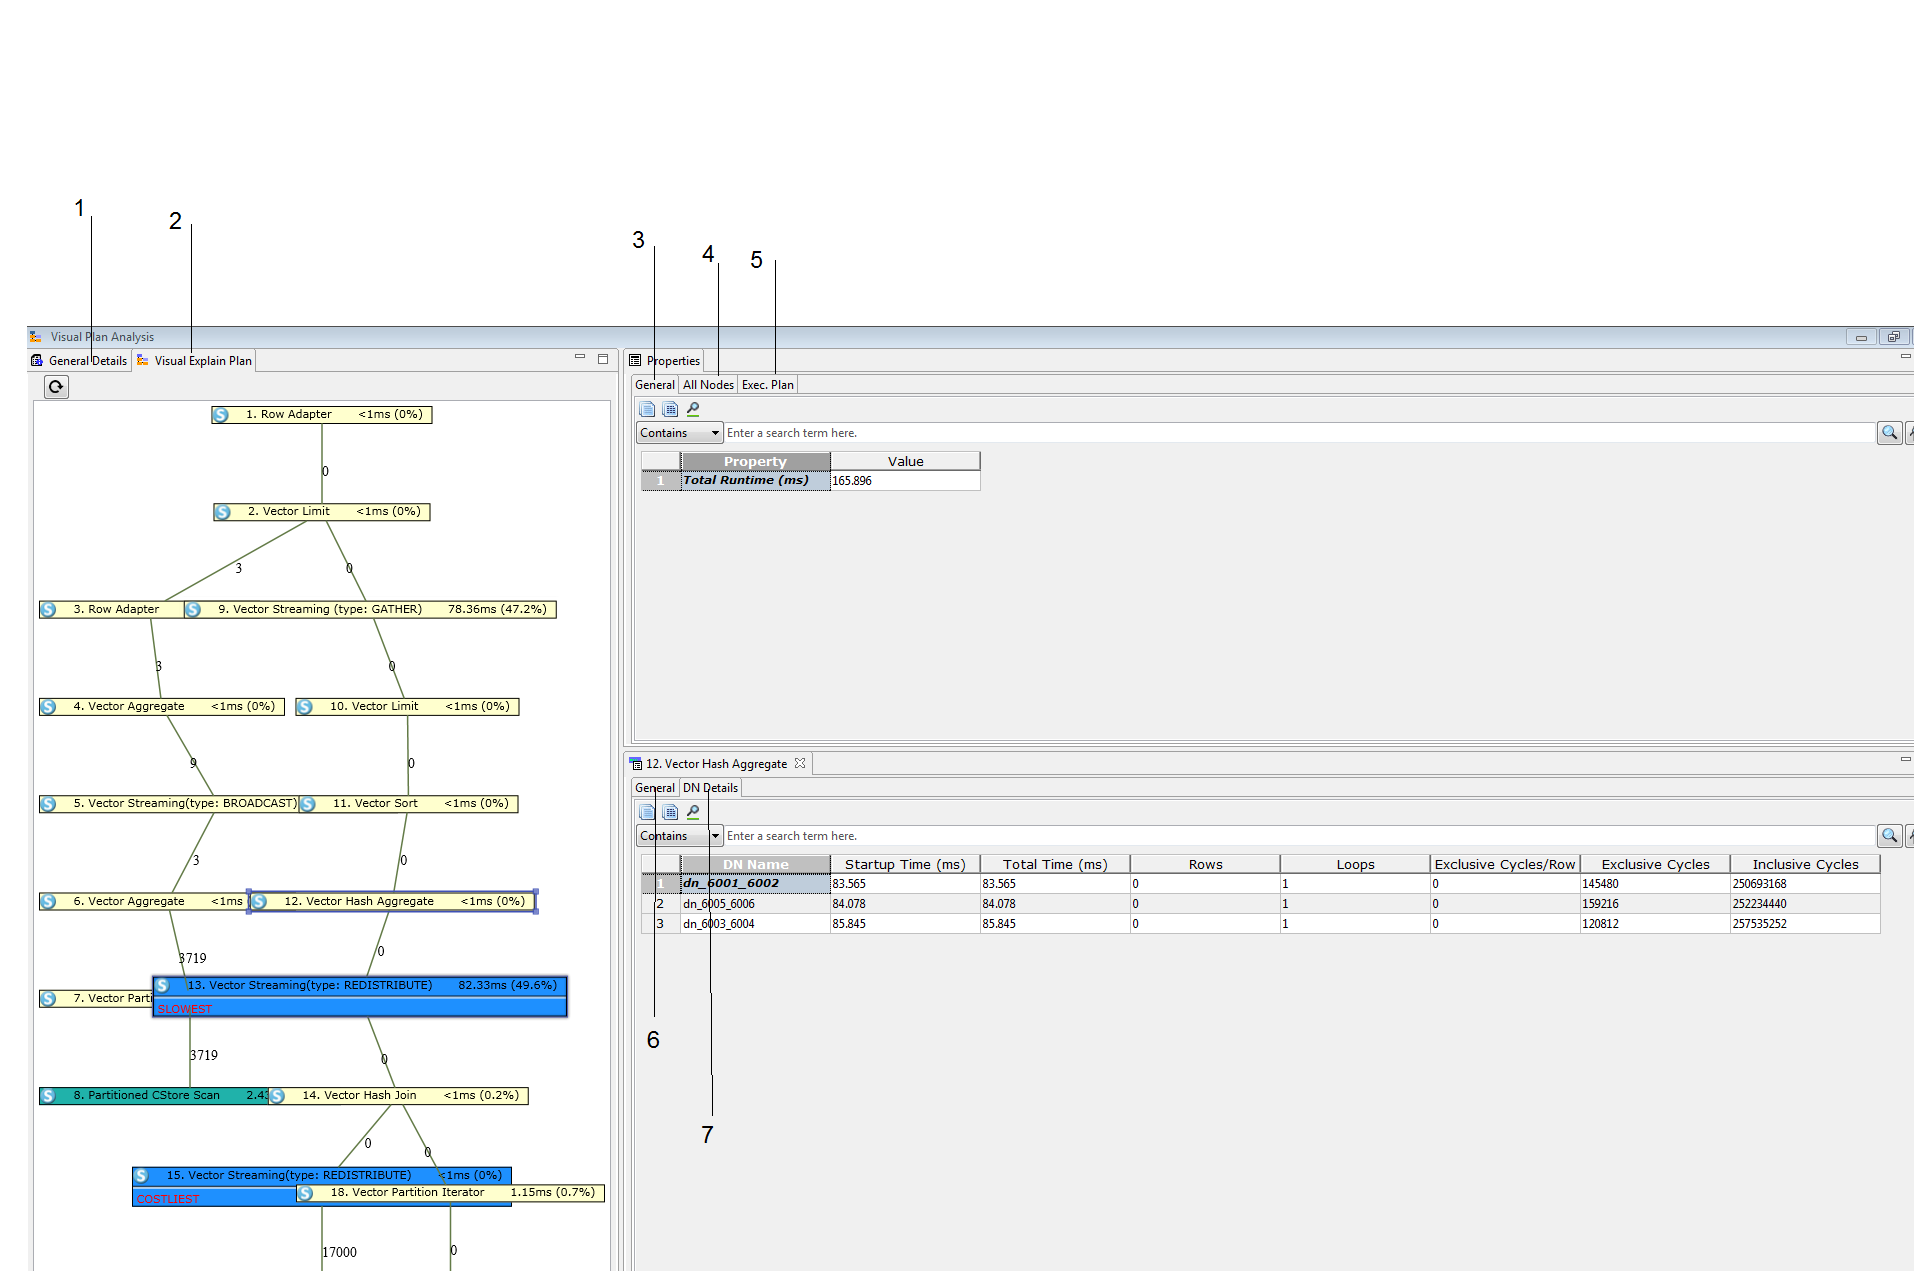 1
2
3
4
5
Visual Plan Analysis
General Details
Visual Explain Plan
1. Row Adapter <1ms (0%)
0
2. Vector Limit <1ms (0%)
3
0
3. Row Adapter
9. Vector Streaming (type: GATHER) 78.36ms (47.2%)
3
0
4. Vector Aggregate <1ms (0%)
10. Vector Limit <1ms (0%)
9
0
5. Vector Streaming(type: BROADCAST)
11. Vector Sort <1ms (0%)
3
0
6. Vector Aggregate <1ms
12. Vector Hash Aggregate <1ms (0%)
3719
0
7. Vector Parti
13. Vector Streaming(type: REDISTRIBUTE) 82.33ms (49.6%)
SLOWEST
3719
0
8. Partitioned CStore Scan
14. Vector Hash Join <1ms (0.2%)
0
0
15. Vector Streaming(type: REDISTRIBUTE) <1ms (0%)
COSTLIEST
18. Vector Partition Iterator 1.15ms (0.7%)
17000
0
Properties
General
All Nodes
Exec. Plan
Contains
Enter a search term here.
Property Value
1 Total Runtime (ms) 165.896
12. Vector Hash Aggregate
General
DN Details
Contains
Enter a search term here.
DN Name Startup Time (ms) Total Time (ms) Rows Loops Exclusive Cycles/Row Exclusive Cycles Inclusive Cycles
1 dn_6001_6002 83.565 83.565 0 1 0 145480 250693168
2 dn_6005_6006 84.078 84.078 0 1 0 159216 252234440
3 dn_6003_6004 85.845 85.845 0 1 0 120812 257535252
6
7